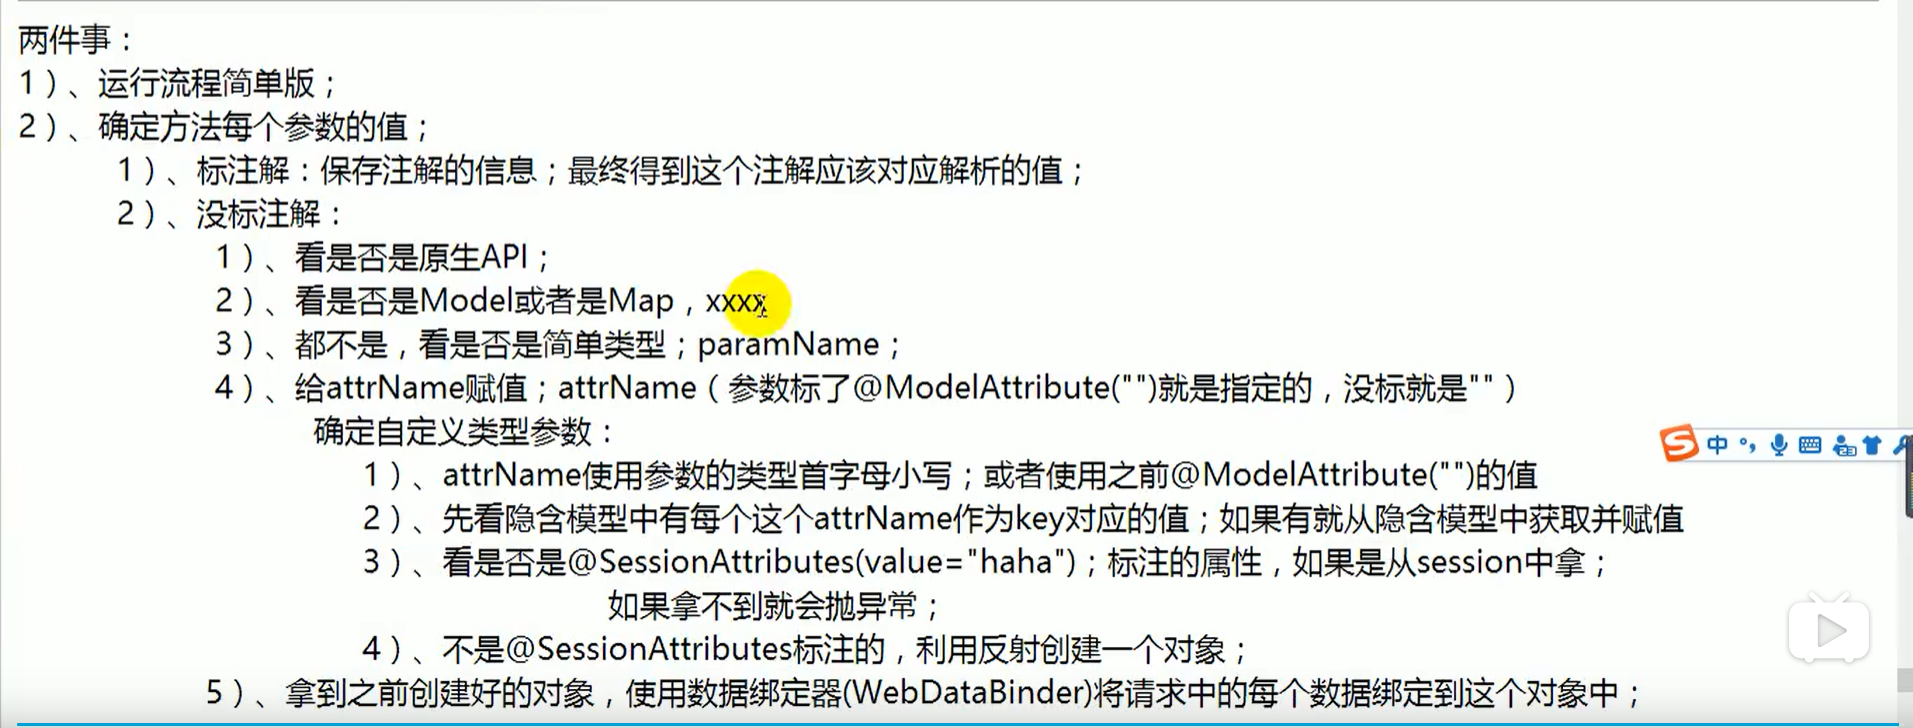 两件事：
1）、运行流程简单版；
2）、确定方法每个参数的值；
1）、标注解：保存注解的信息；最终得到这个注解应该对应解析的值；
2）、没标注解：
1）、看是否是原生API；
2）、看是否是Model或者是Map，xxxx
3）、都不是，看是否是简单类型；paramName；
4）、给attrName赋值；attrName（参数标了@ModelAttribute("")就是指定的，没标就是""）
确定自定义类型参数：
1）、attrName使用参数的类型首字母小写；或者使用之前@ModelAttribute("")的值
2）、先看隐含模型中有每个这个attrName作为key对应的值；如果有就从隐含模型中获取并赋值
3）、看是否是@SessionAttributes(value="haha")；标注的属性，如果是从session中拿；
如果拿不到就会抛异常；
4）、不是@SessionAttributes标注的，利用反射创建一个对象；
5）、拿到之前创建好的对象，使用数据绑定器(WebDataBinder)将请求中的每个数据绑定到这个对象中；
S中